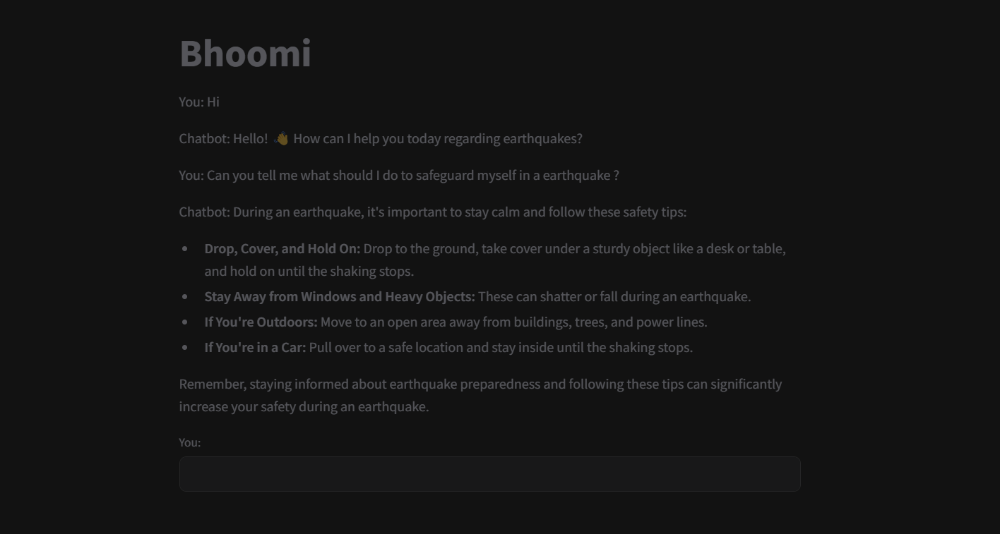 Bhoomi
You: Hi
Chatbot: Hello! 👋 How can I help you today regarding earthquakes?
You: Can you tell me what should I do to safeguard myself in a earthquake ?
Chatbot: During an earthquake, it's important to stay calm and follow these safety tips:
• Drop, Cover, and Hold On: Drop to the ground, take cover under a sturdy object like a desk or table,
and hold on until the shaking stops.
• Stay Away from Windows and Heavy Objects: These can shatter or fall during an earthquake.
• If You're Outdoors: Move to an open area away from buildings, trees, and power lines.
• If You're in a Car: Pull over to a safe location and stay inside until the shaking stops.
Remember, staying informed about earthquake preparedness and following these tips can significantly
increase your safety during an earthquake.
You: